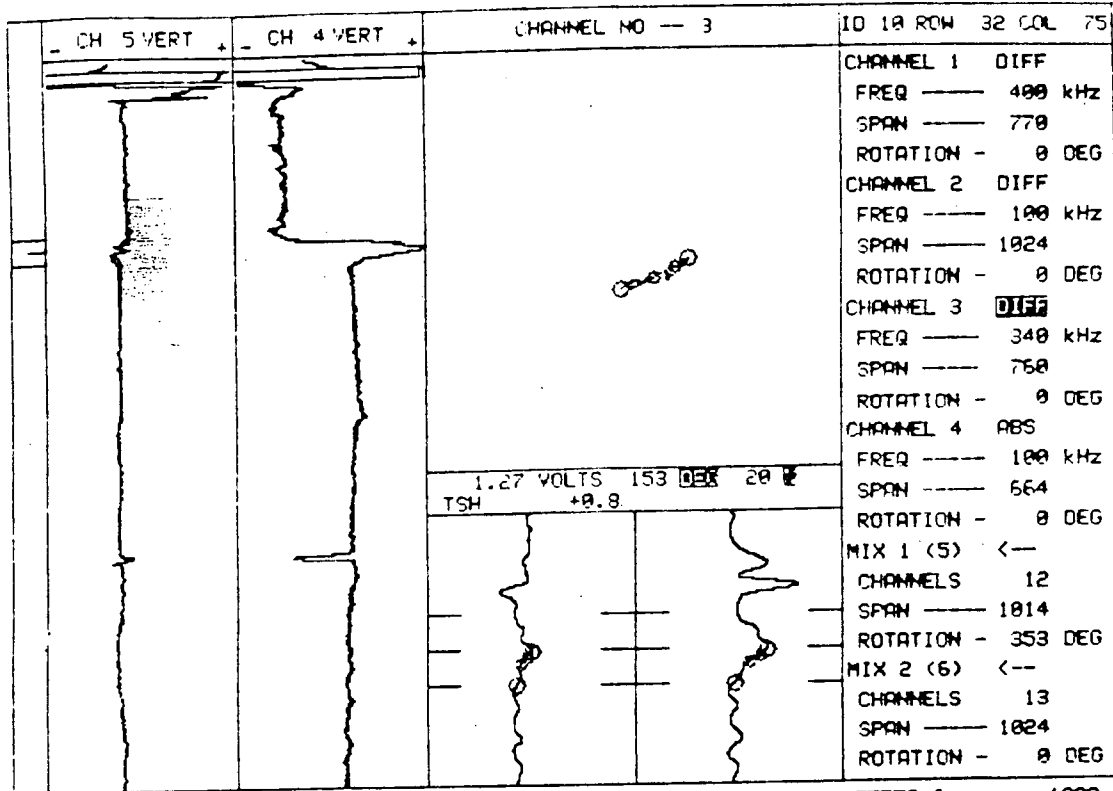 - CH 5 VERT +
- CH 4 VERT +
CHANNEL NO -- 3
ID 10 ROW 32 COL 75
CHANNEL 1 DIFF
FREQ ----- 400 kHz
SPAN ----- 770
ROTATION - 0 DEG
CHANNEL 2 DIFF
FREQ ----- 100 kHz
SPAN ----- 1024
ROTATION - 0 DEG
CHANNEL 3 DIFF
FREQ ----- 340 kHz
SPAN ----- 760
ROTATION - 0 DEG
CHANNEL 4 ABS
FREQ ----- 100 kHz
SPAN ----- 664
ROTATION - 0 DEG
MIX 1 (5) <--
CHANNELS 12
SPAN ----- 1014
ROTATION - 353 DEG
MIX 2 (6) <--
CHANNELS 13
SPAN ----- 1024
ROTATION - 0 DEG
1.27 VOLTS 153 DEG 20
TSH +0.8